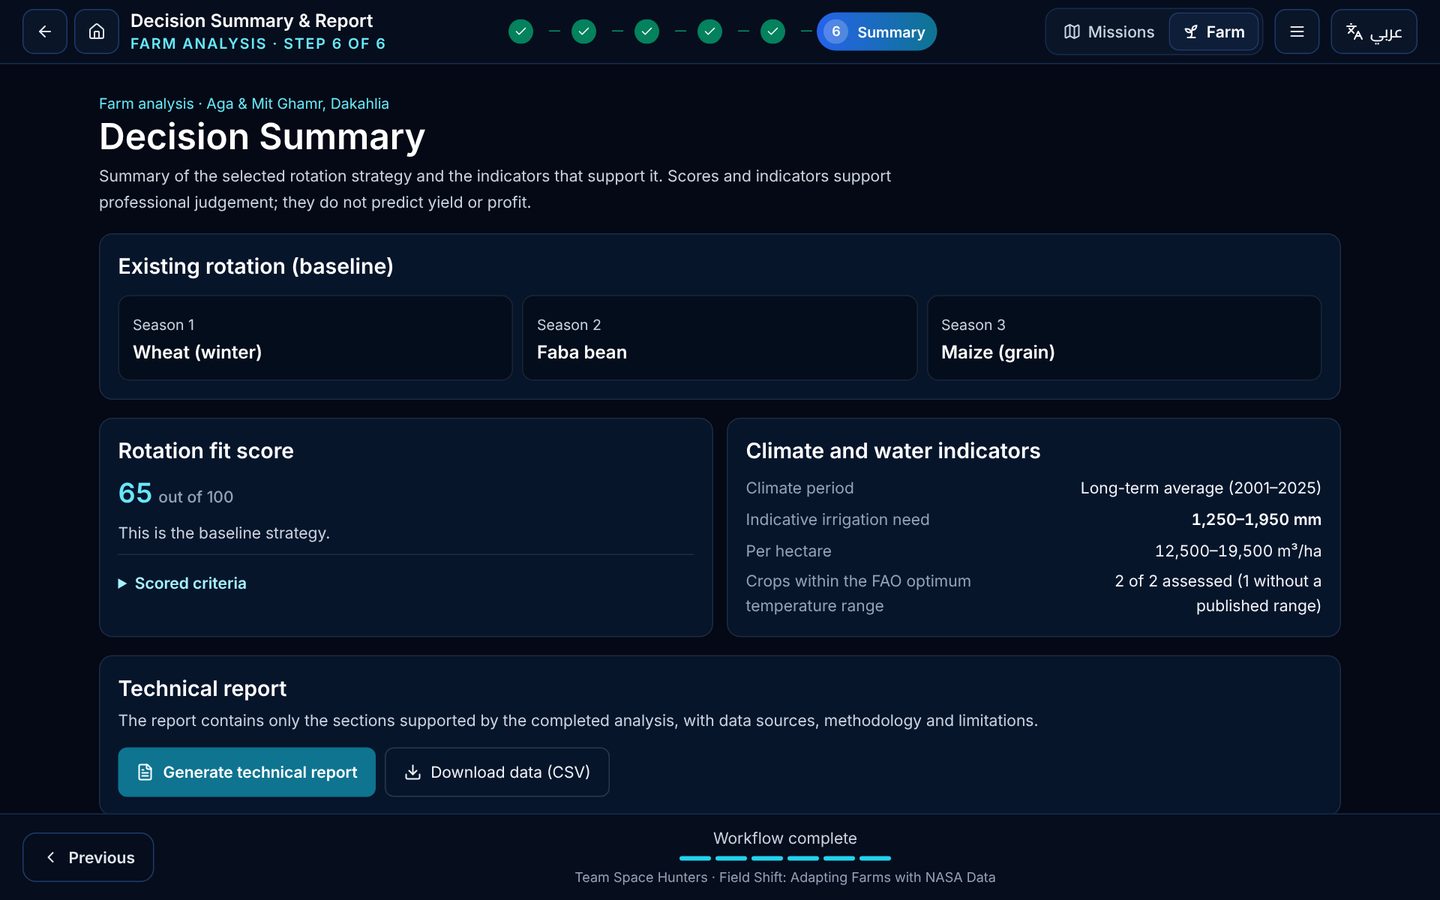 Decision Summary & Report
FARM ANALYSIS · STEP 6 OF 6
6 Summary
Missions
Farm
عربي
Farm analysis · Aga & Mit Ghamr, Dakahlia
Decision Summary
Summary of the selected rotation strategy and the indicators that support it. Scores and indicators support
professional judgement; they do not predict yield or profit.
Existing rotation (baseline)
Season 1
Wheat (winter)
Season 2
Faba bean
Season 3
Maize (grain)
Rotation fit score
65 out of 100
This is the baseline strategy.
Scored criteria
Climate and water indicators
Climate period
Long-term average (2001–2025)
Indicative irrigation need
1,250–1,950 mm
Per hectare
12,500–19,500 m³/ha
Crops within the FAO optimum
temperature range
2 of 2 assessed (1 without a
published range)
Technical report
The report contains only the sections supported by the completed analysis, with data sources, methodology and limitations.
Generate technical report
Download data (CSV)
Previous
Workflow complete
Team Space Hunters · Field Shift: Adapting Farms with NASA Data